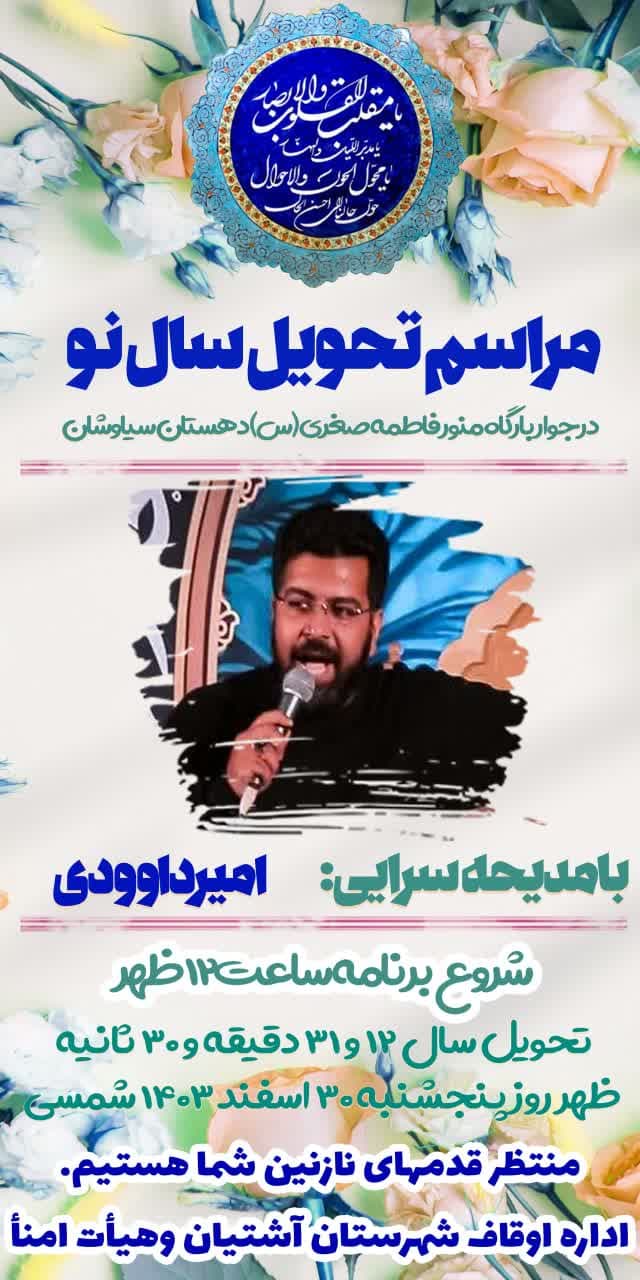 یا مقلب القلوب والابصار
یا مدبر اللیل و النهار
یا محول الحول والاحوال
حول حالنا الی احسن الحال
مراسم تحویل سال نو
در جوار بارگاه منور فاطمه صغری (س) دهستان سیاوشان
با مدیحه سرایی: امیر داوودی
شروع برنامه ساعت ۱۲ ظهر
تحویل سال ۱۲ و ۳۱ دقیقه و ۳۰ ثانیه
ظهر روز پنجشنبه ۳۰ اسفند ۱۴۰۳ شمسی
منتظر قدمهای نازنین شما هستیم.
اداره اوقاف شهرستان آشتیان وهیأت امنأ